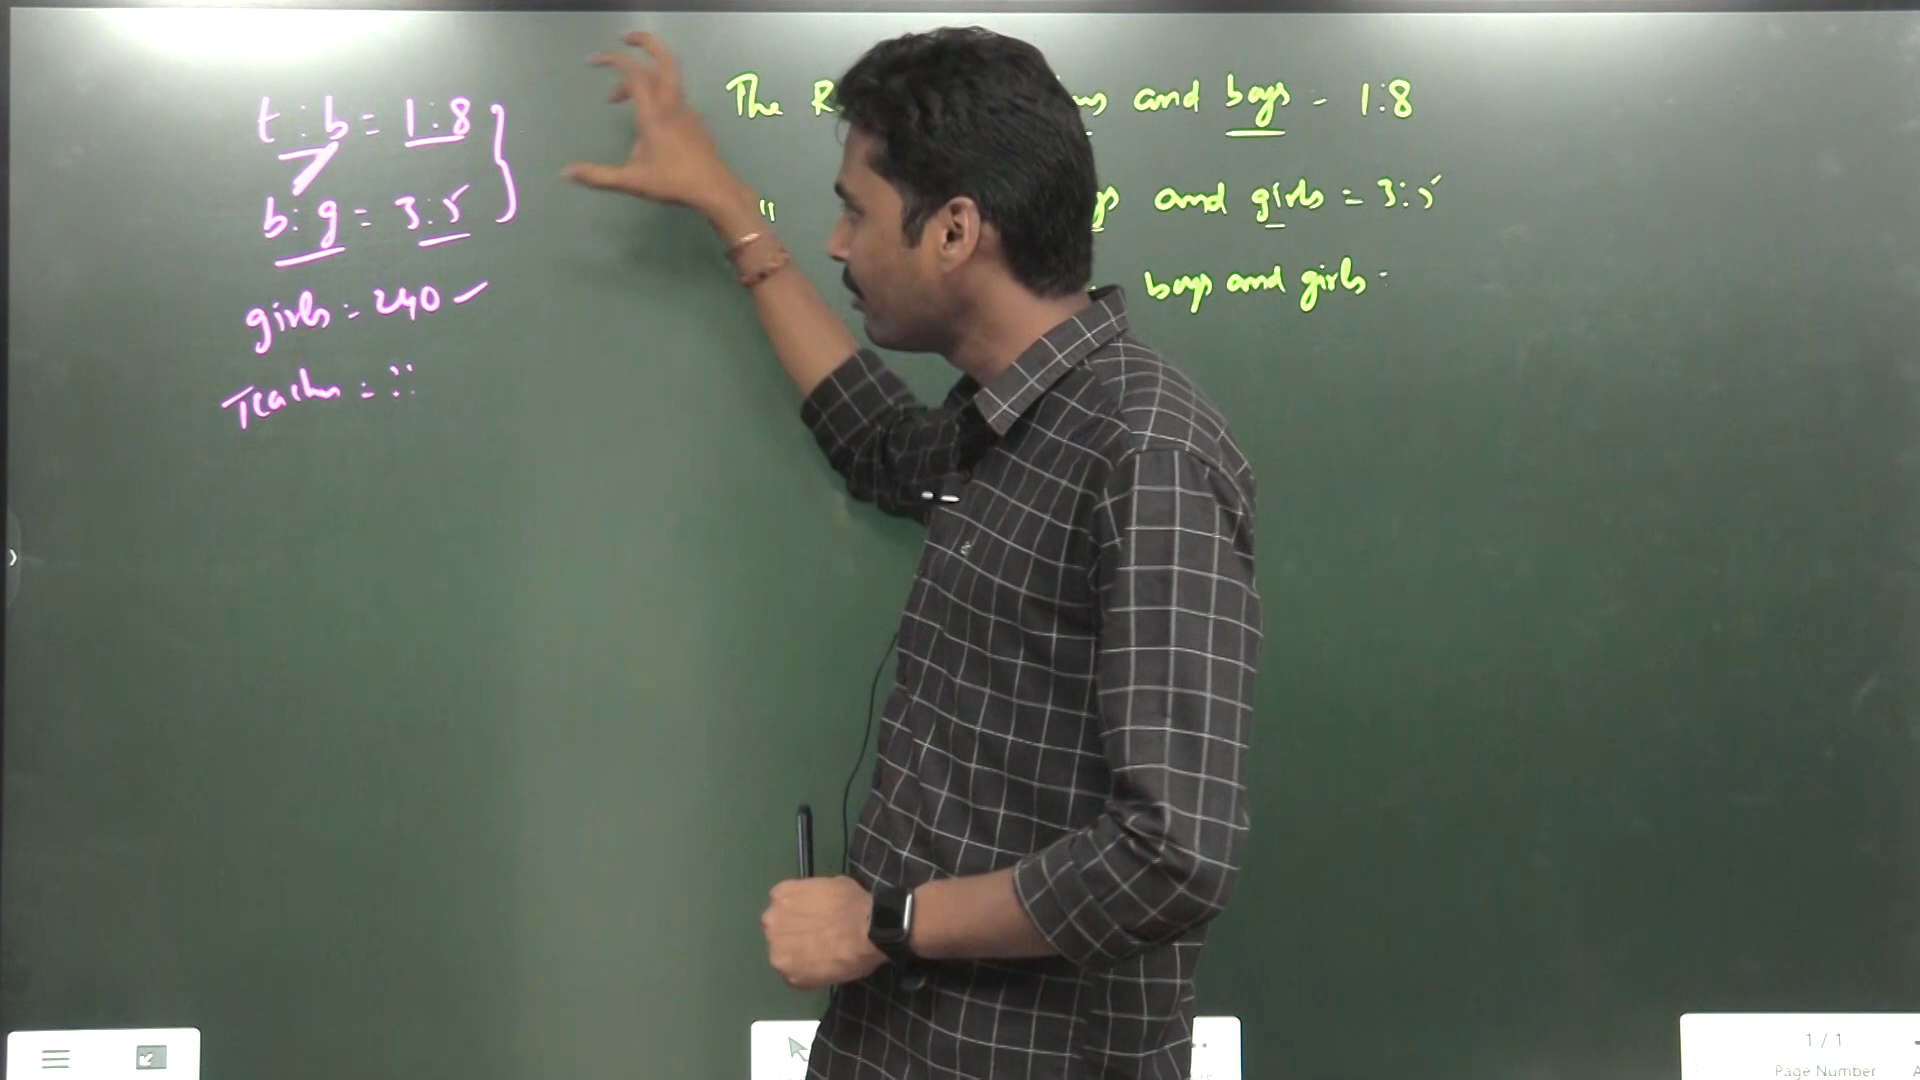 t : b = 1:8
b : g = 3:5
girls = 240
Teacher = ??
The and boys - 1:8
" and girls = 3:5
boys and girls =
1 / 1
Page Number